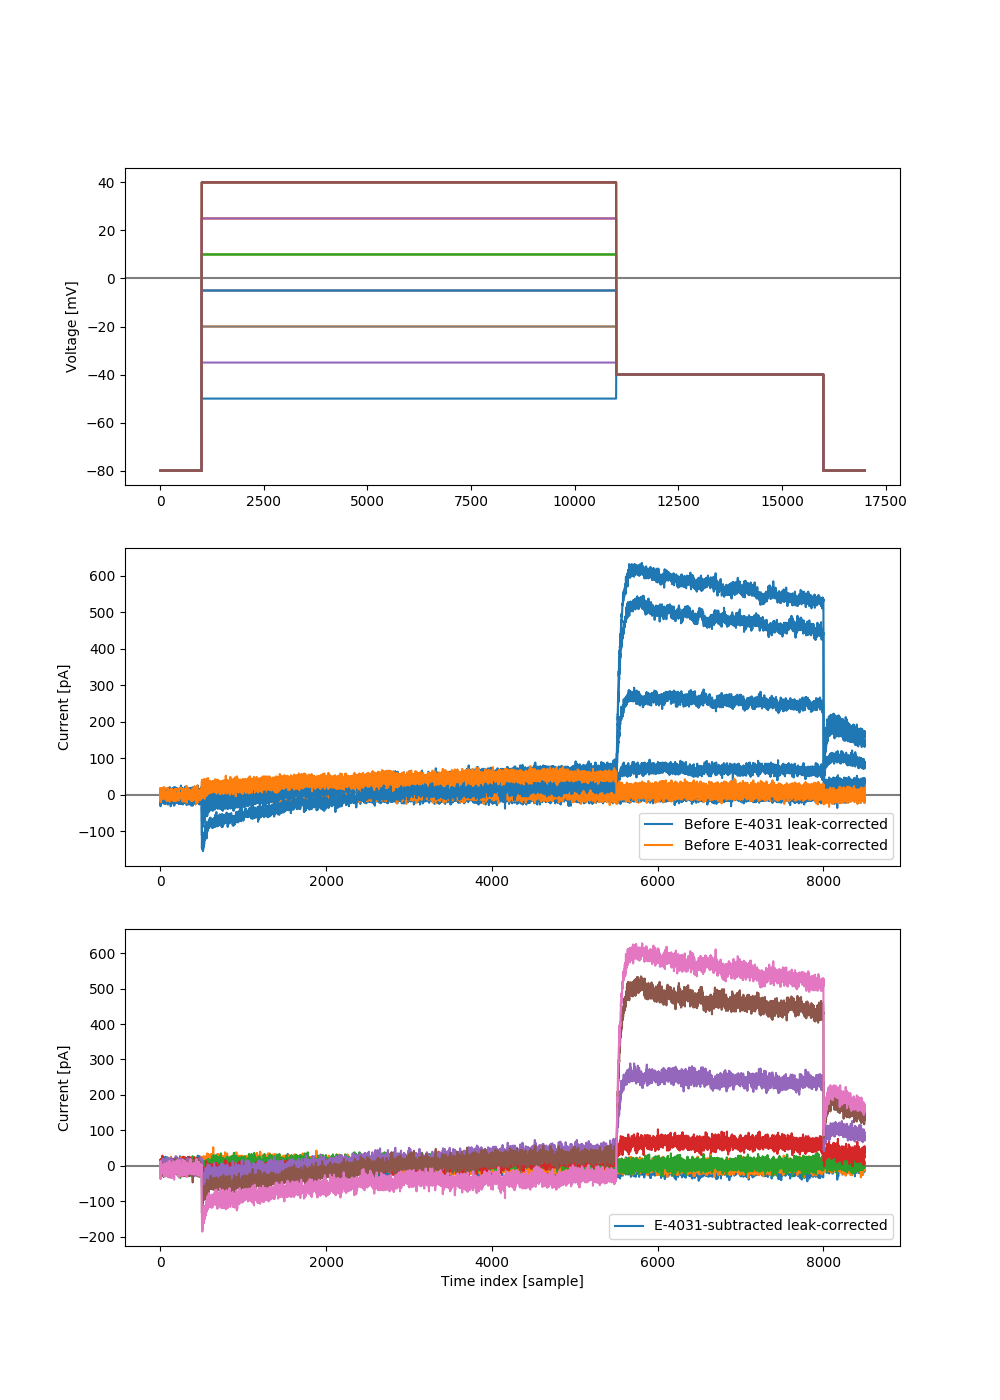 40
20
0
−20
−40
−60
−80
Voltage [mV]
0 2500 5000 7500 10000 12500 15000 17500
600
500
400
300
200
100
0
−100
Current [pA]
Before E-4031 leak-corrected
Before E-4031 leak-corrected
0 2000 4000 6000 8000
600
500
400
300
200
100
0
−100
−200
Current [pA]
E-4031-subtracted leak-corrected
0 2000 4000 6000 8000
Time index [sample]